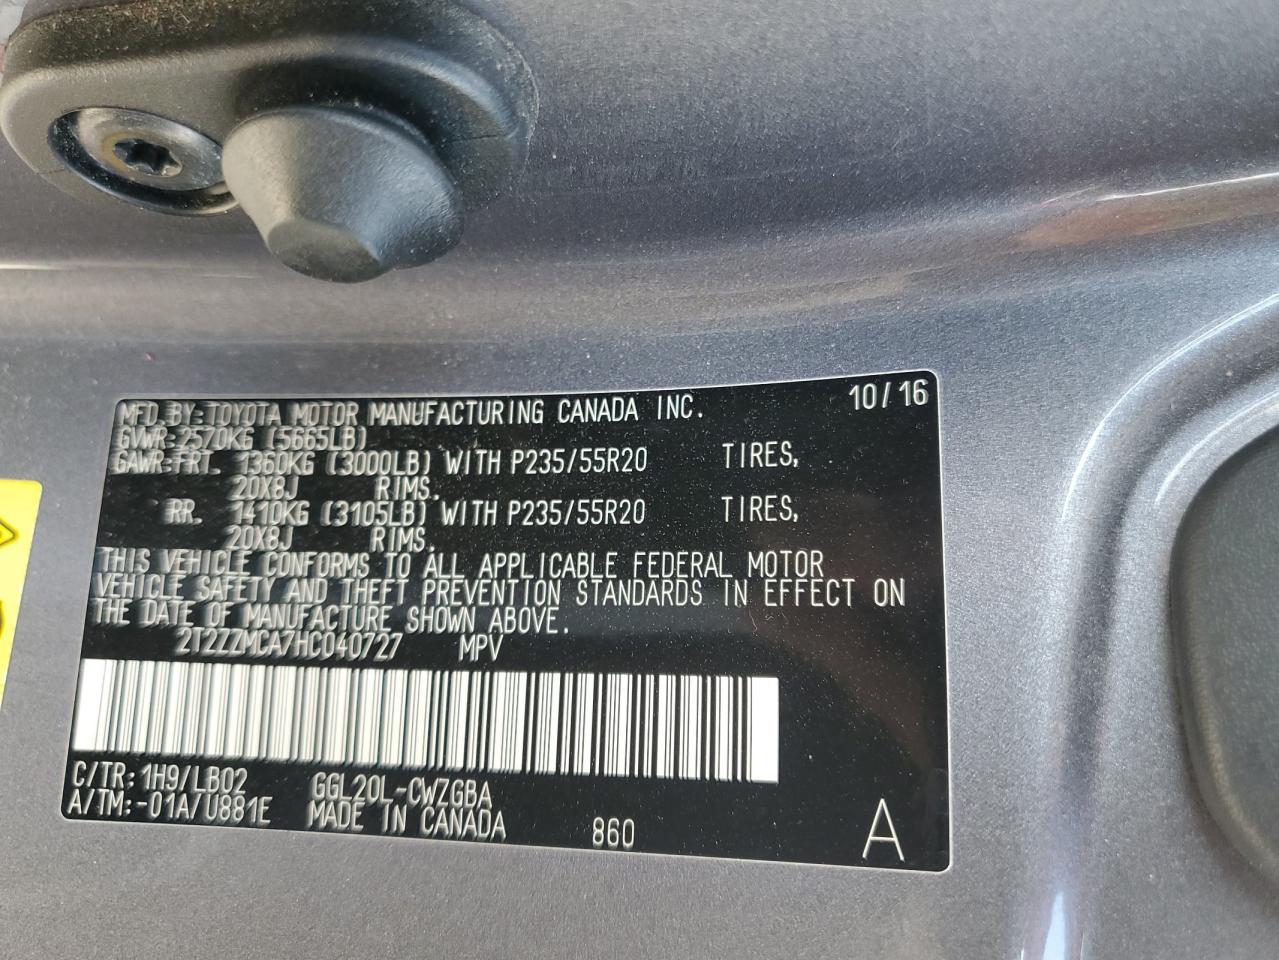 MFD.BY:TOYOTA MOTOR MANUFACTURING CANADA INC. 10/16
GVWR:2570KG (5665LB)
GAWR:FRT. 1360KG (3000LB) WITH P235/55R20 TIRES,
20X8J RIMS.
RR. 1410KG (3105LB) WITH P235/55R20 TIRES,
20X8J RIMS.
THIS VEHICLE CONFORMS TO ALL APPLICABLE FEDERAL MOTOR
VEHICLE SAFETY AND THEFT PREVENTION STANDARDS IN EFFECT ON
THE DATE OF MANUFACTURE SHOWN ABOVE.
2T2ZZMCA7HC040727 MPV
C/TR: 1H9/LB02 GGL20L-CWZGBA
A/TM:-01A/U881E MADE IN CANADA 860 A